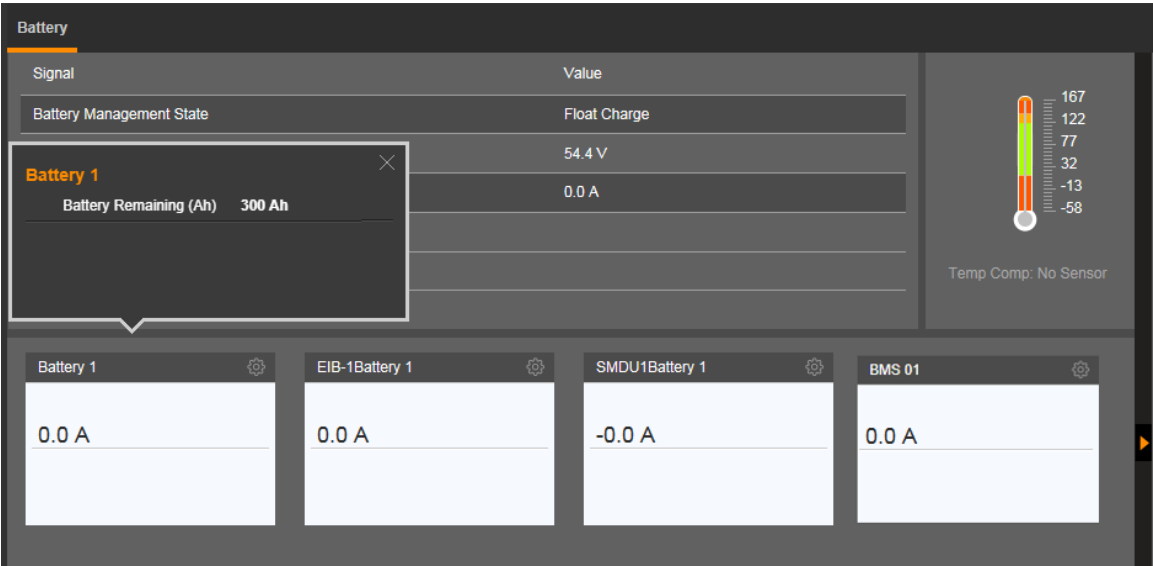 Battery
Signal Value
Battery Management State Float Charge
54.4 V
0.0 A
Battery 1
Battery Remaining (Ah) 300 Ah
167
122
77
32
-13
-58
Temp Comp: No Sensor
Battery 1
0.0 A
EIB-1Battery 1
0.0 A
SMDU1Battery 1
-0.0 A
BMS 01
0.0 A